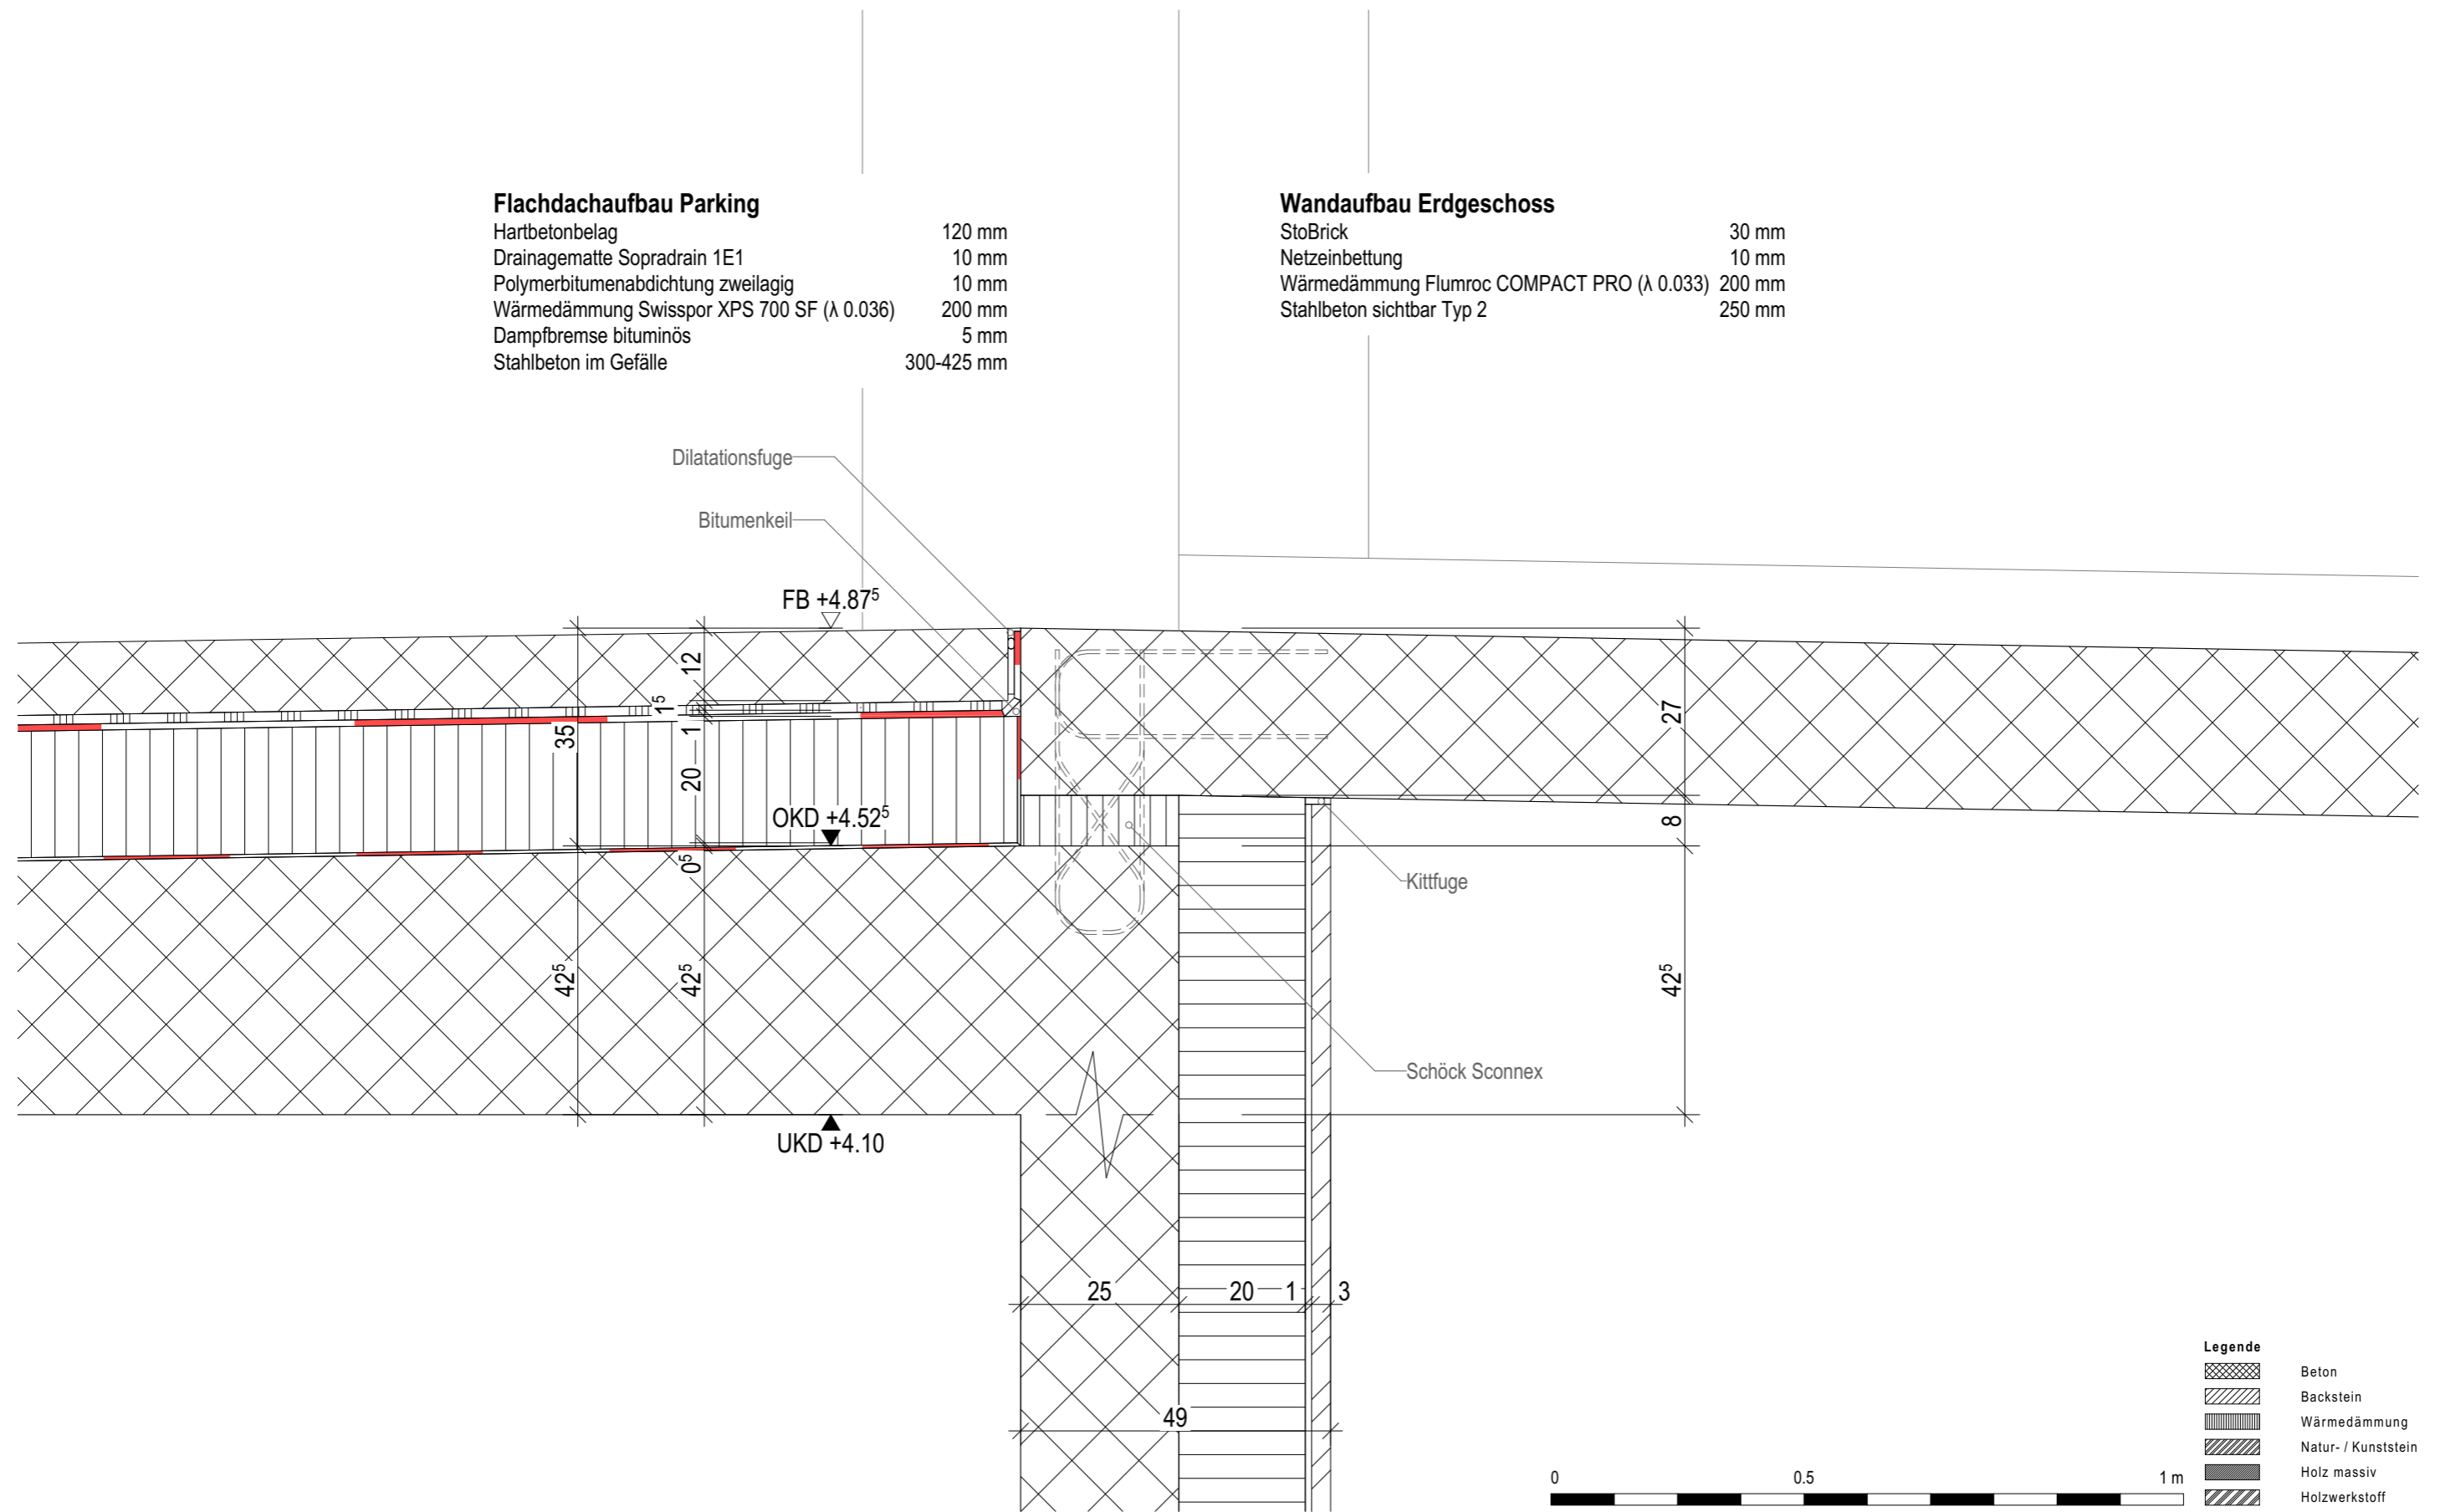 Flachdachaufbau Parking
Hartbetonbelag 120 mm
Drainagematte Sopradrain 1E1 10 mm
Polymerbitumenabdichtung zweilagig 10 mm
Wärmedämmung Swisspor XPS 700 SF (λ 0.036) 200 mm
Dampfbremse bituminös 5 mm
Stahlbeton im Gefälle 300-425 mm
Wandaufbau Erdgeschoss
StoBrick 30 mm
Netzeinbettung 10 mm
Wärmedämmung Flumroc COMPACT PRO (λ 0.033) 200 mm
Stahlbeton sichtbar Typ 2 250 mm
Dilatationsfuge
Bitumenkeil
FB +4.87⁵
12
1⁵
35
1
20
27
OKD +4.52⁵
0⁵
8
Kittfuge
42⁵
42⁵
42⁵
Schöck Sconnex
UKD +4.10
25
20
1
3
49
Legende
Beton
Backstein
Wärmedämmung
Natur- / Kunststein
Holz massiv
Holzwerkstoff
0 0.5 1 m